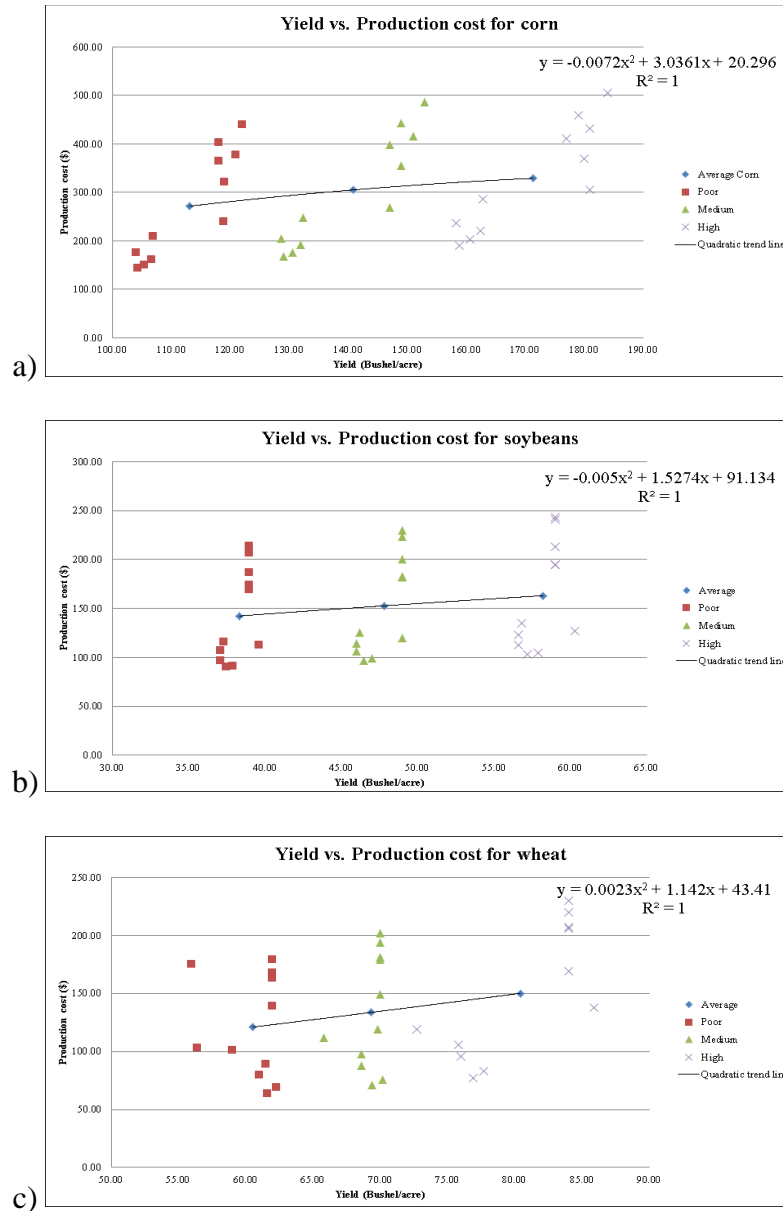 Yield vs. Production cost for corn
y = -0.0072x² + 3.0361x + 20.296
R² = 1
600.00
500.00
400.00
300.00
200.00
100.00
0.00
Production cost ($)
100.00 110.00 120.00 130.00 140.00 150.00 160.00 170.00 180.00 190.00
Yield (Bushel/acre)
Average Corn
Poor
Medium
High
Quadratic trend line
a)
Yield vs. Production cost for soybeans
y = -0.005x² + 1.5274x + 91.134
R² = 1
300.00
250.00
200.00
150.00
100.00
50.00
0.00
Production cost ($)
30.00 35.00 40.00 45.00 50.00 55.00 60.00 65.00
Yield (Bushel/acre)
Average
Poor
Medium
High
Quadratic trend line
b)
Yield vs. Production cost for wheat
y = 0.0023x² + 1.142x + 43.41
R² = 1
250.00
200.00
150.00
100.00
50.00
0.00
Production cost ($)
50.00 55.00 60.00 65.00 70.00 75.00 80.00 85.00 90.00
Yield (Bushel/acre)
Average
Poor
Medium
High
Quadratic trend line
c)